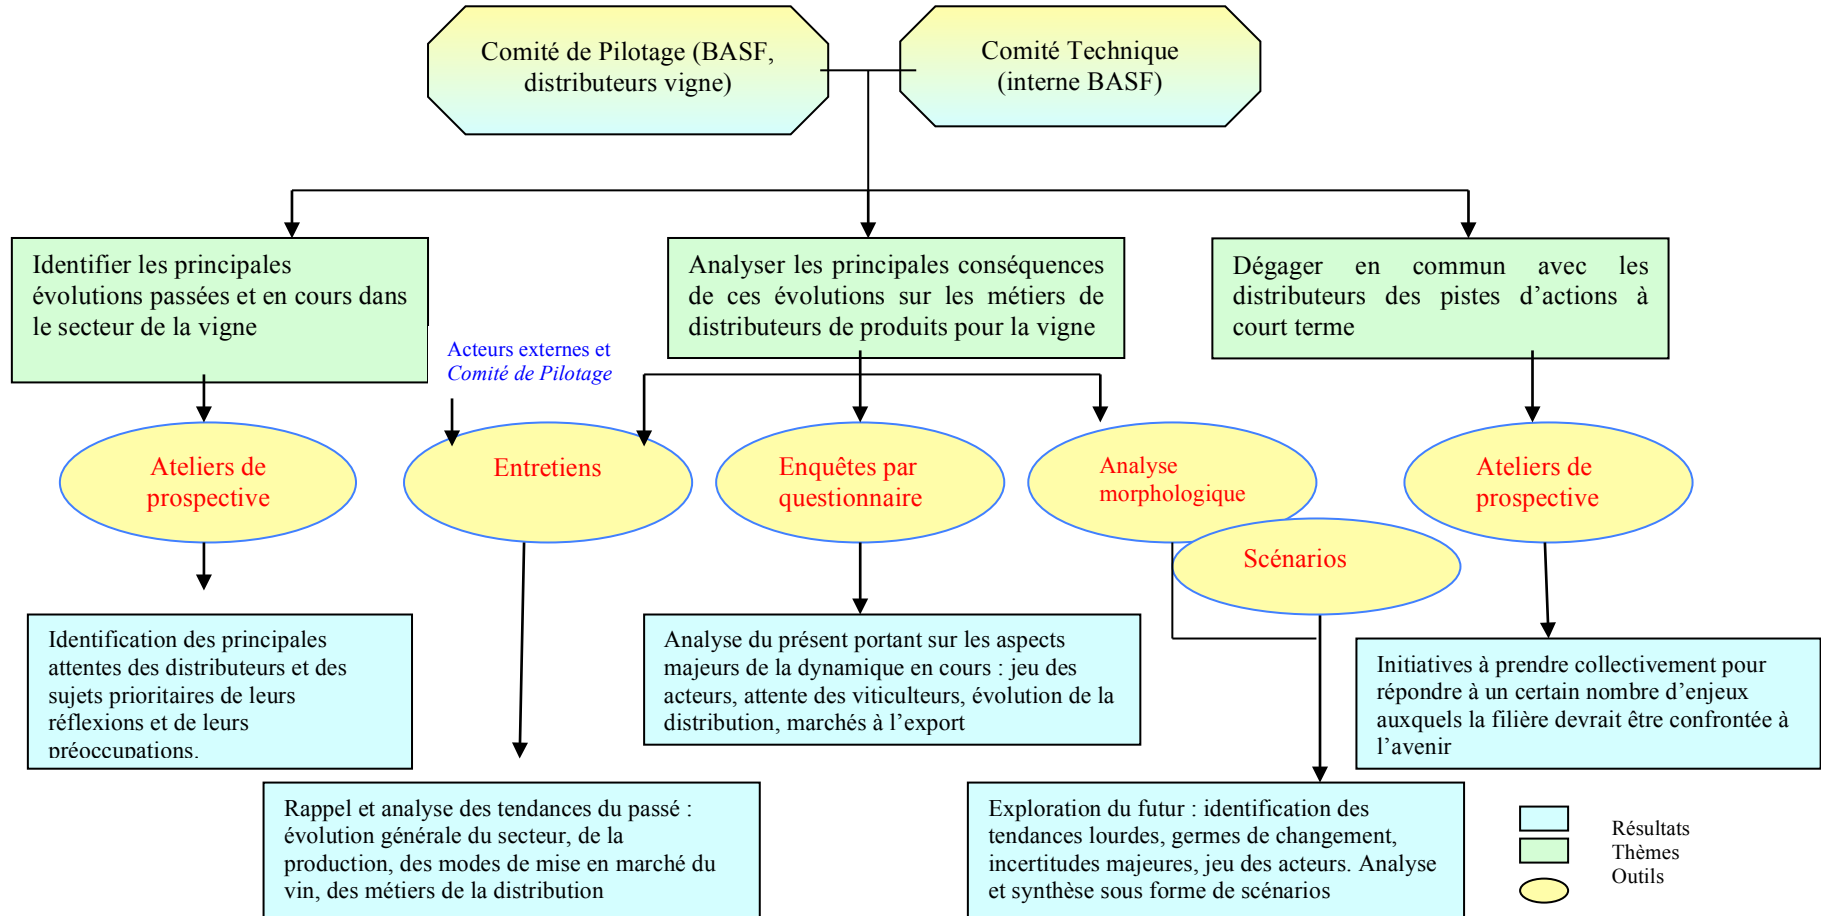 Comité de Pilotage (BASF,
distributeurs vigne)
Comité Technique
(interne BASF)
Identifier les principales
évolutions passées et en cours dans
le secteur de la vigne
Analyser les principales conséquences
de ces évolutions sur les métiers de
distributeurs de produits pour la vigne
Dégager en commun avec les
distributeurs des pistes d’actions à
court terme
Acteurs externes et
Comité de Pilotage
Ateliers de
prospective
Entretiens
Enquêtes par
questionnaire
Analyse
morphologique
Scénarios
Ateliers de
prospective
Identification des principales
attentes des distributeurs et des
sujets prioritaires de leurs
réflexions et de leurs
préoccupations.
Analyse du présent portant sur les aspects
majeurs de la dynamique en cours : jeu des
acteurs, attente des viticulteurs, évolution de la
distribution, marchés à l’export
Initiatives à prendre collectivement pour
répondre à un certain nombre d’enjeux
auxquels la filière devrait être confrontée à
l’avenir
Rappel et analyse des tendances du passé :
évolution générale du secteur, de la
production, des modes de mise en marché du
vin, des métiers de la distribution
Exploration du futur : identification des
tendances lourdes, germes de changement,
incertitudes majeures, jeu des acteurs. Analyse
et synthèse sous forme de scénarios
Résultats
Thèmes
Outils